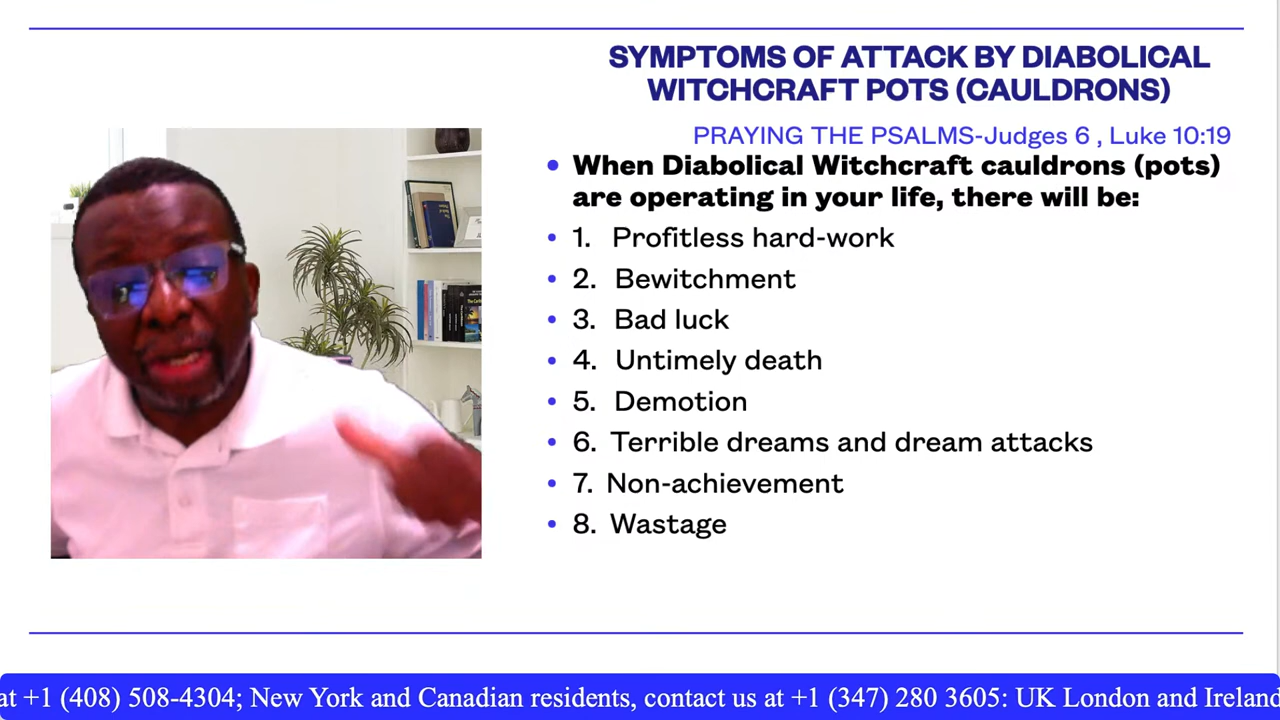 SYMPTOMS OF ATTACK BY DIABOLICAL
WITCHCRAFT POTS (CAULDRONS)
PRAYING THE PSALMS-Judges 6 , Luke 10:19
• When Diabolical Witchcraft cauldrons (pots)
are operating in your life, there will be:
• 1. Profitless hard-work
• 2. Bewitchment
• 3. Bad luck
• 4. Untimely death
• 5. Demotion
• 6. Terrible dreams and dream attacks
• 7. Non-achievement
• 8. Wastage
at +1 (408) 508-4304; New York and Canadian residents, contact us at +1 (347) 280 3605: UK London and Ireland